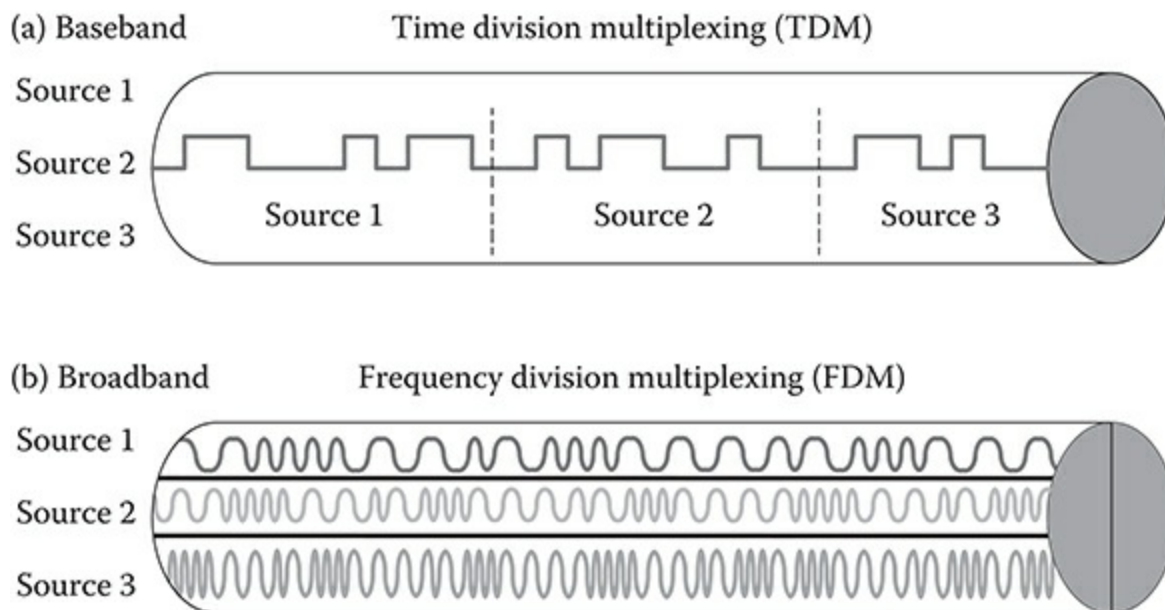 (a) Baseband Time division multiplexing (TDM)
Source 1
Source 2
Source 3
Source 1 Source 2 Source 3
(b) Broadband Frequency division multiplexing (FDM)
Source 1
Source 2
Source 3